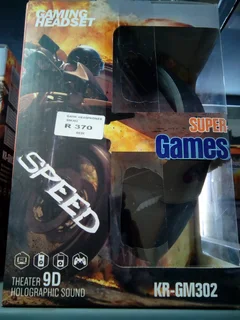 GAMING
HEADSET
R 370
SUPER
Games
SPEED
THEATER 9D
HOLOGRAPHIC SOUND
KR-GM302